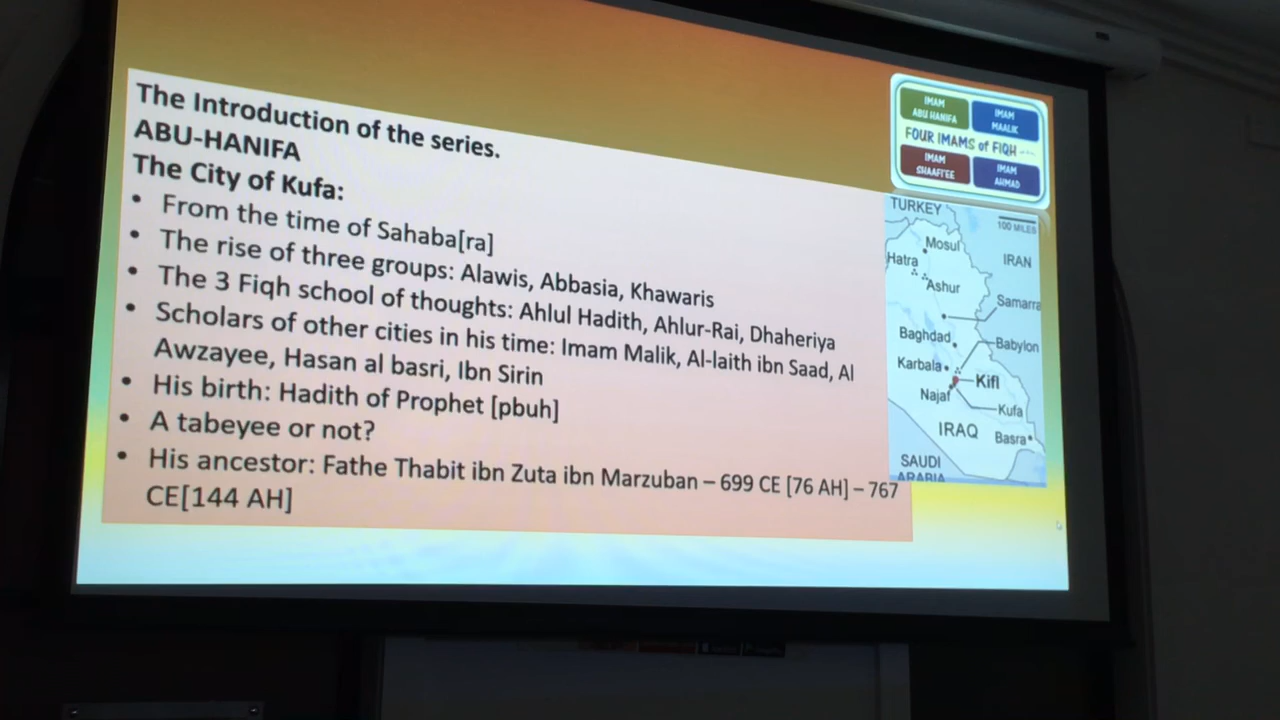 The Introduction of the series.
ABU-HANIFA
The City of Kufa:
• From the time of Sahaba[ra]
• The rise of three groups: Alawis, Abbasia, Khawaris
• The 3 Fiqh school of thoughts: Ahlul Hadith, Ahlur-Rai, Dhaheriya
• Scholars of other cities in his time: Imam Malik, Al-laith ibn Saad, Al
Awzayee, Hasan al basri, Ibn Sirin
• His birth: Hadith of Prophet [pbuh]
• A tabeyee or not?
• His ancestor: Fathe Thabit ibn Zuta ibn Marzuban – 699 CE [76 AH] – 767
CE[144 AH]
IMAM
ABU HANIFA
IMAM
MAALIK
FOUR IMAMS of FIQH
IMAM
SHAAFI'EE
IMAM
AHMAD
TURKEY
100 MILES
Mosul
Hatra
IRAN
Ashur
Samarra
Baghdad
Babylon
Karbala
Kifl
Najaf
Kufa
IRAQ
Basra
SAUDI
ARABIA